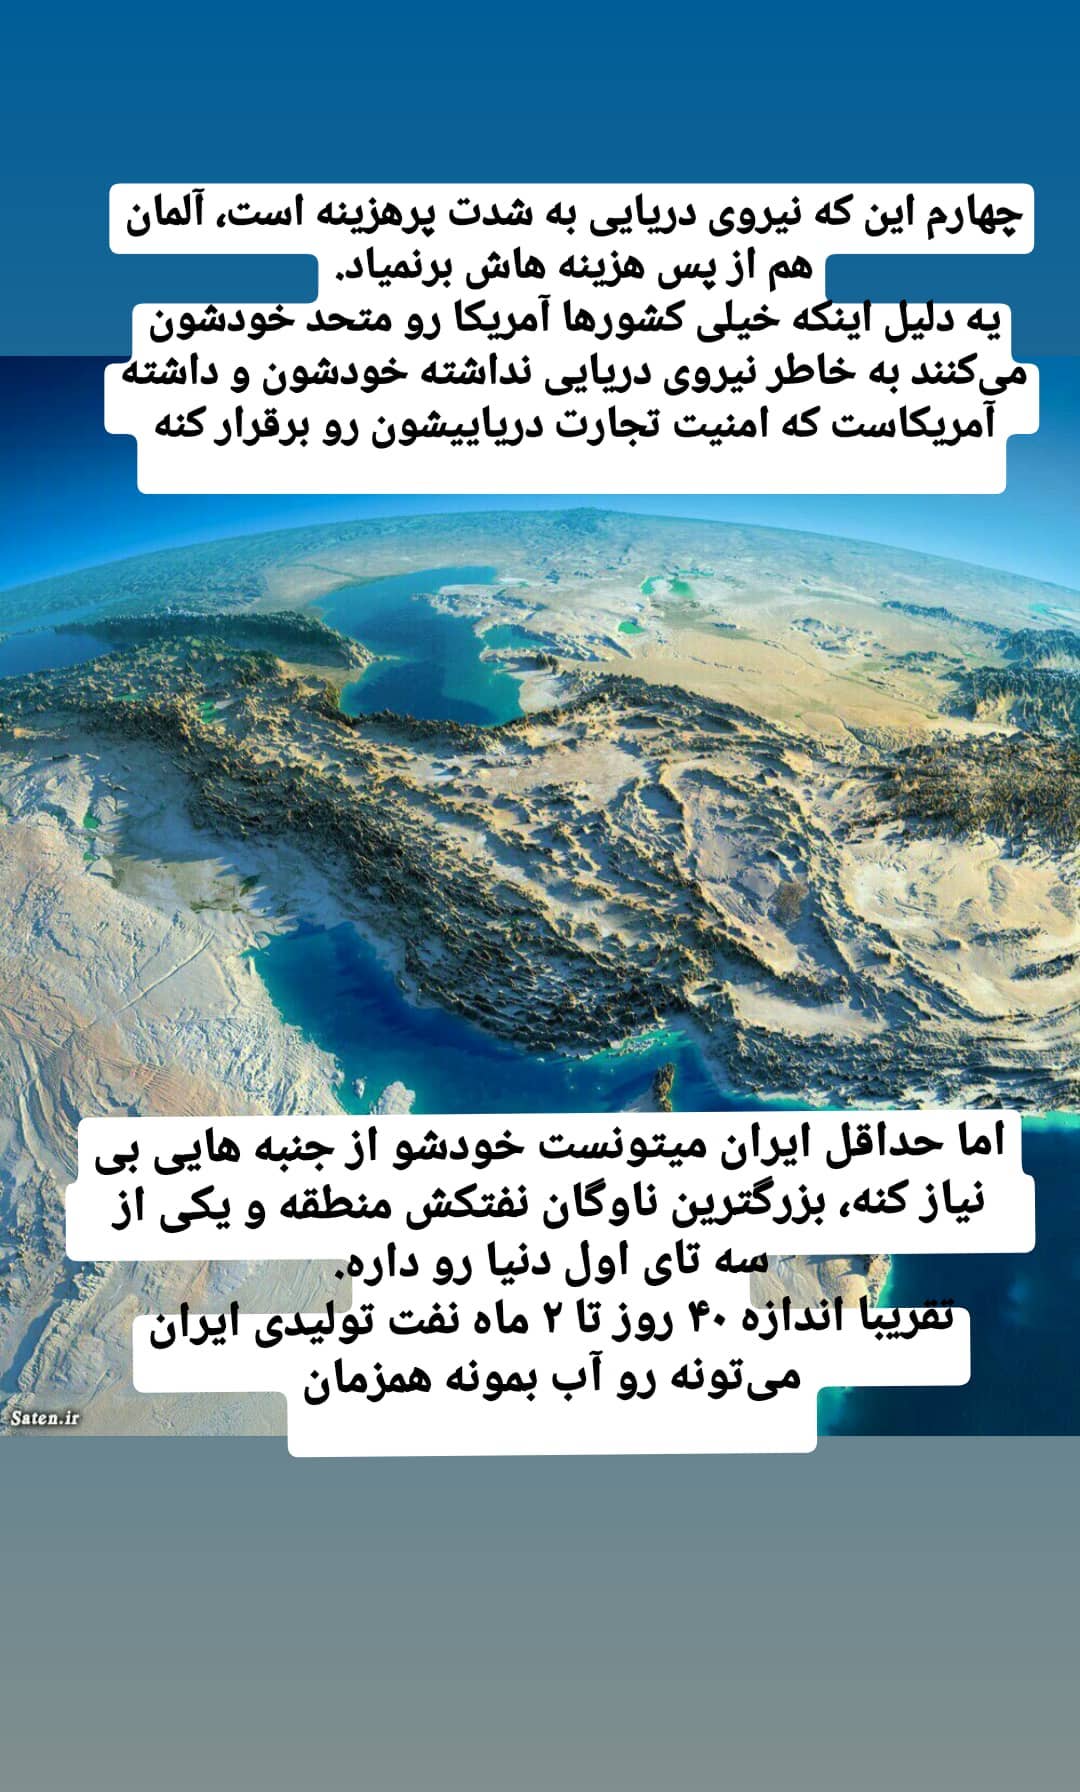 چهارم این که نیروی دریایی به شدت پرهزینه است، آلمان
هم از پس هزینه هاش برنمیاد.
یه دلیل اینکه خیلی کشورها آمریکا رو متحد خودشون
می‌کنند به خاطر نیروی دریایی نداشته خودشون و داشته
آمریکاست که امنیت تجارت دریاییشون رو برقرار کنه
اما حداقل ایران میتونست خودشو از جنبه هایی بی
نیاز کنه، بزرگترین ناوگان نفتکش منطقه و یکی از
سه تای اول دنیا رو داره.
تقریبا اندازه ۴۰ روز تا ۲ ماه نفت تولیدی ایران
می‌تونه رو آب بمونه همزمان
Saten.ir